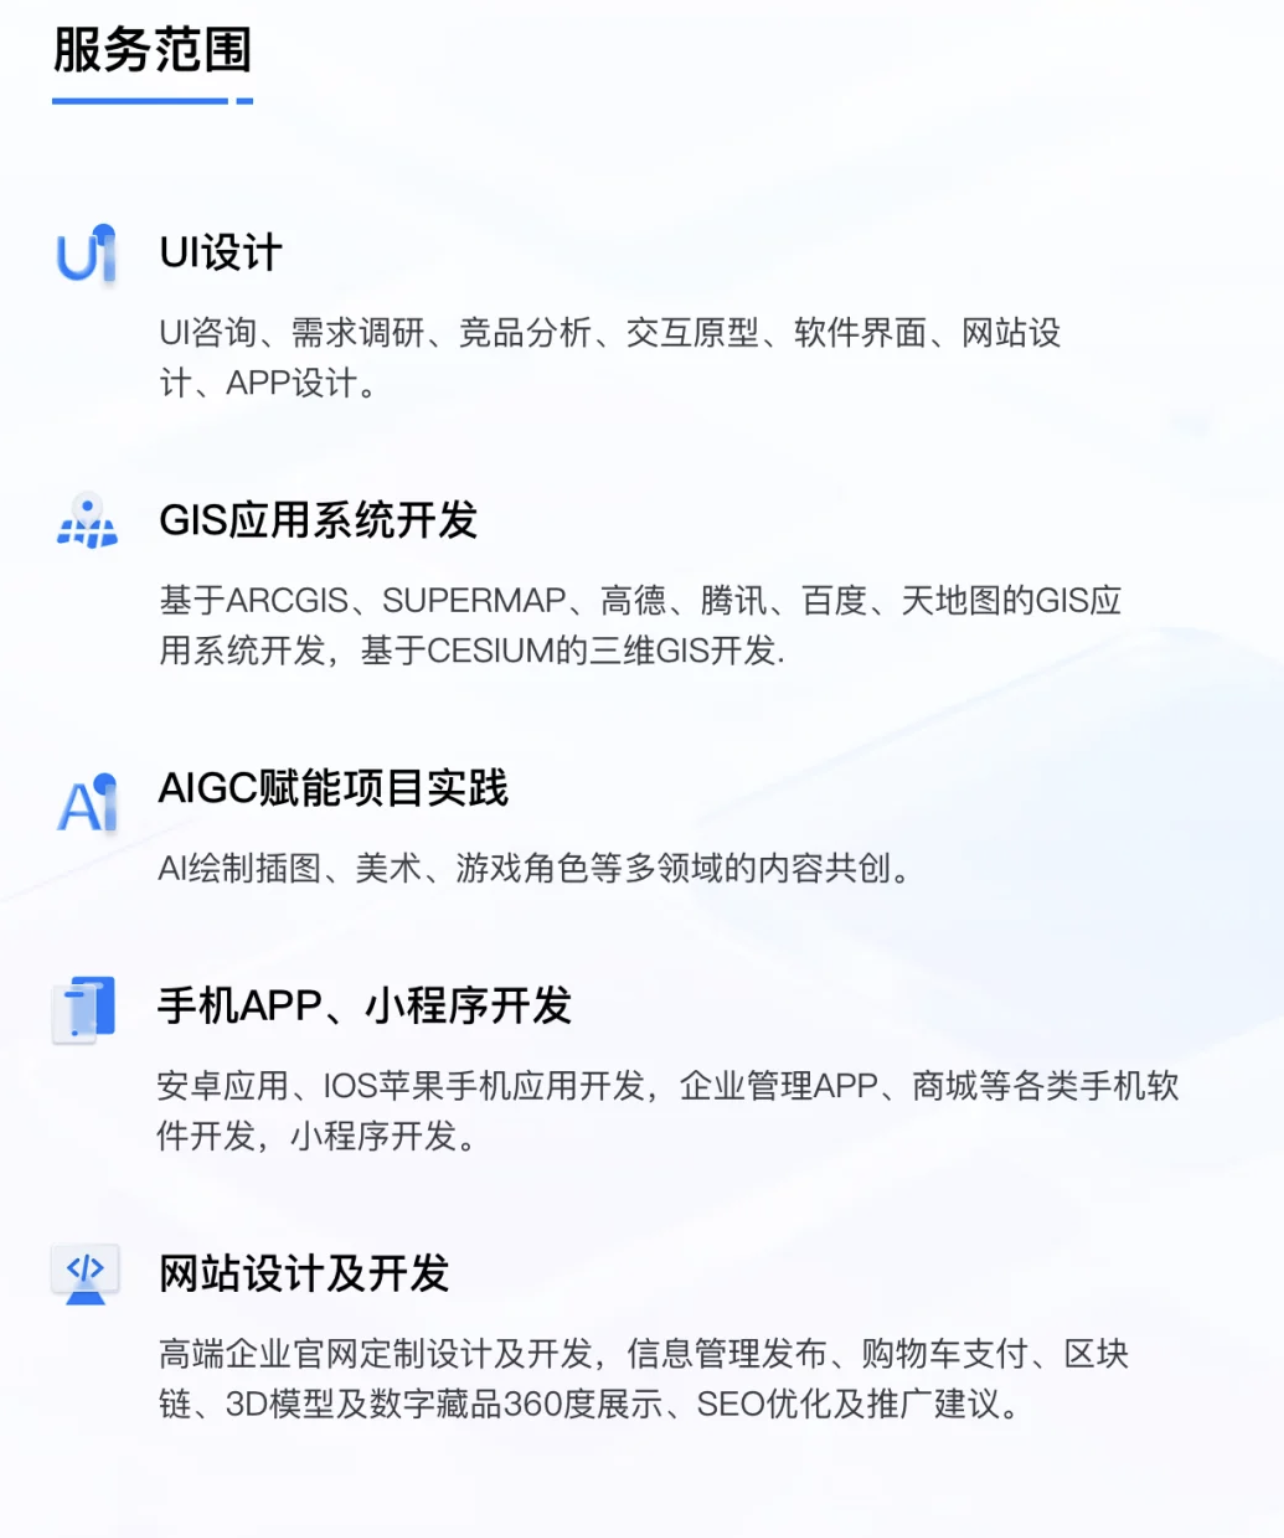 服务范围
UI设计
UI咨询、需求调研、竞品分析、交互原型、软件界面、网站设
计、APP设计。
GIS应用系统开发
基于ARCGIS、SUPERMAP、高德、腾讯、百度、天地图的GIS应
用系统开发，基于CESIUM的三维GIS开发.
AIGC赋能项目实践
AI绘制插图、美术、游戏角色等多领域的内容共创。
手机APP、小程序开发
安卓应用、IOS苹果手机应用开发，企业管理APP、商城等各类手机软
件开发，小程序开发。
网站设计及开发
高端企业官网定制设计及开发，信息管理发布、购物车支付、区块
链、3D模型及数字藏品360度展示、SEO优化及推广建议。